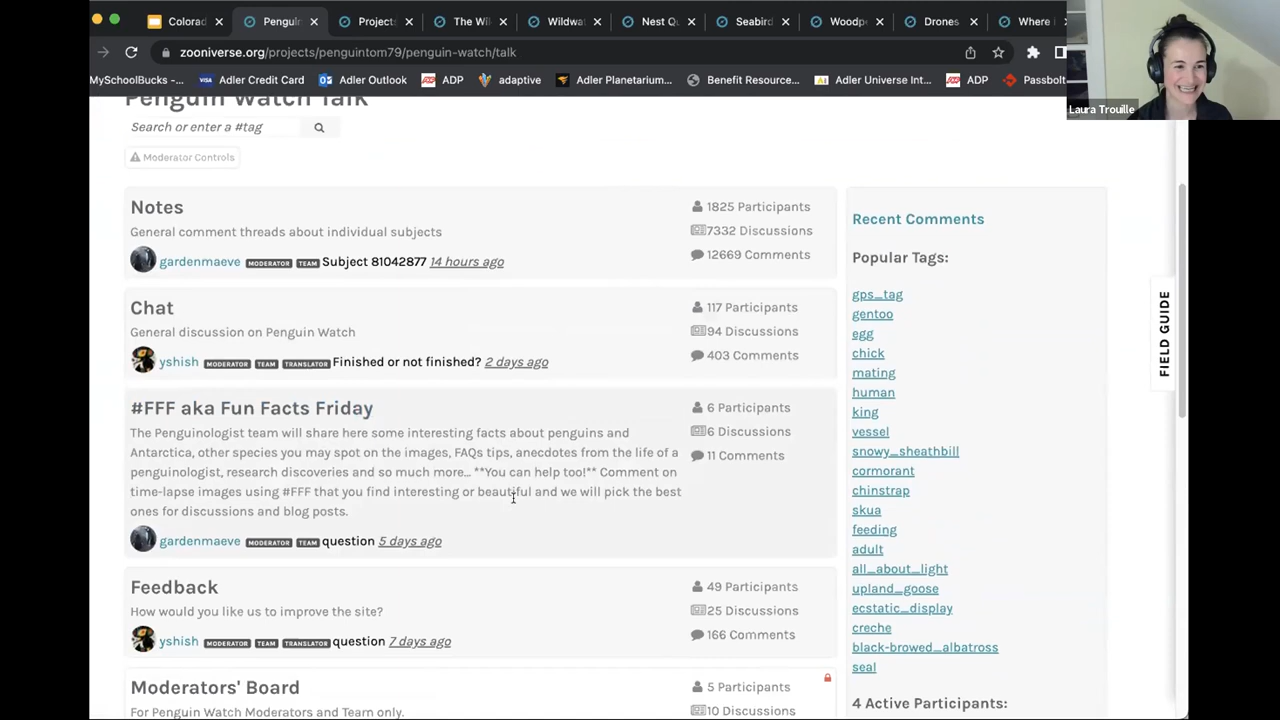 Colorad
Pengui
Projects
The Wil
Wildwat
Nest Qu
Seabird
Woodpe
Drones
Where i
zooniverse.org/projects/penguintom79/penguin-watch/talk
MySchoolBucks -...
Adler Credit Card
Adler Outlook
ADP
adaptive
Adler Planetarium...
Benefit Resource...
Adler Universe Int...
ADP
Passbolt
Laura Trouille
Penguin Watch Talk
Search or enter a #tag
Moderator Controls
Notes
General comment threads about individual subjects
gardenmaeve MODERATOR TEAM Subject 81042877 14 hours ago
1825 Participants
7332 Discussions
12669 Comments
Chat
General discussion on Penguin Watch
yshish MODERATOR TEAM TRANSLATOR Finished or not finished? 2 days ago
117 Participants
94 Discussions
403 Comments
#FFF aka Fun Facts Friday
The Penguinologist team will share here some interesting facts about penguins and
Antarctica, other species you may spot on the images, FAQs tips, anecdotes from the life of a
penguinologist, research discoveries and so much more... **You can help too!** Comment on
time-lapse images using #FFF that you find interesting or beautiful and we will pick the best
ones for discussions and blog posts.
gardenmaeve MODERATOR TEAM question 5 days ago
6 Participants
6 Discussions
11 Comments
Feedback
How would you like us to improve the site?
yshish MODERATOR TEAM TRANSLATOR question 7 days ago
49 Participants
25 Discussions
166 Comments
Moderators' Board
For Penguin Watch Moderators and Team only.
5 Participants
10 Discussions
Recent Comments
Popular Tags:
gps_tag
gentoo
egg
chick
mating
human
king
vessel
snowy_sheathbill
cormorant
chinstrap
skua
feeding
adult
all_about_light
upland_goose
ecstatic_display
creche
black-browed_albatross
seal
4 Active Participants:
FIELD GUIDE